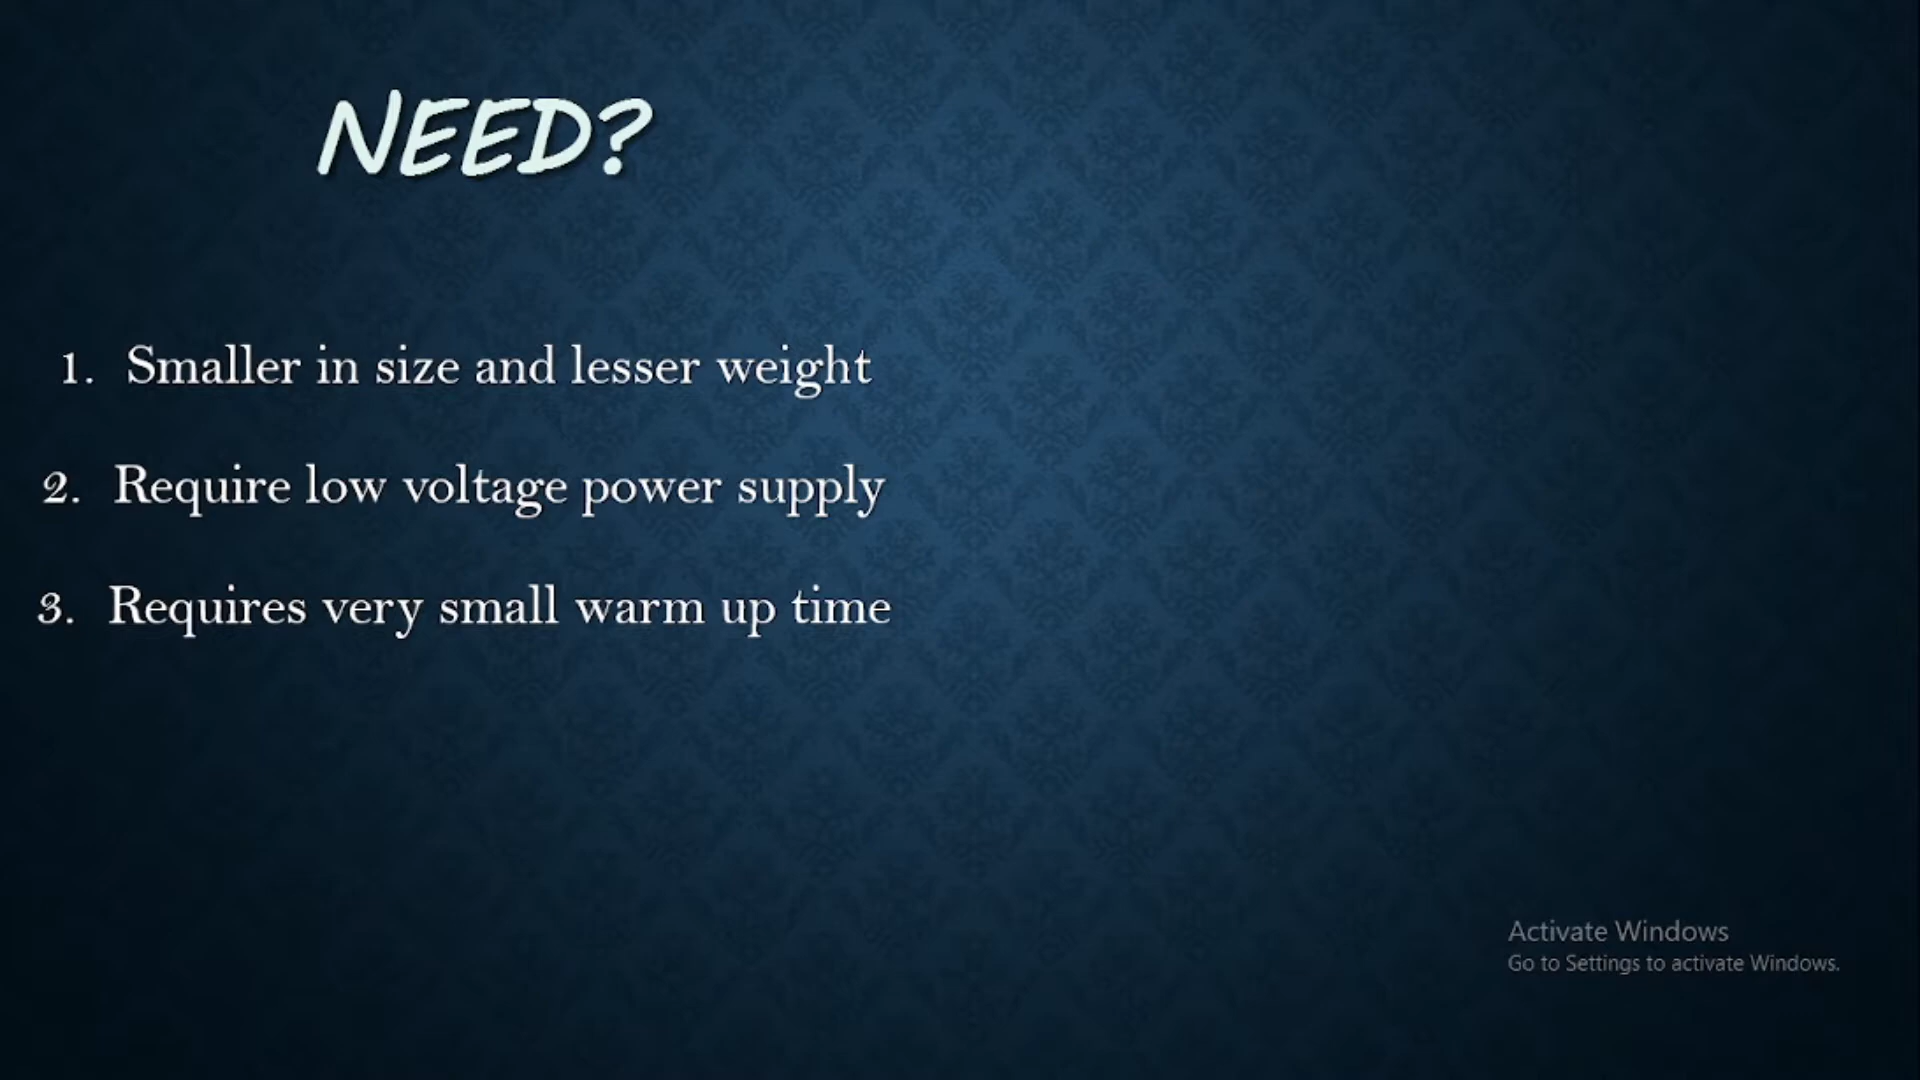 NEED?
1. Smaller in size and lesser weight
2. Require low voltage power supply
3. Requires very small warm up time
Activate Windows
Go to Settings to activate Windows.